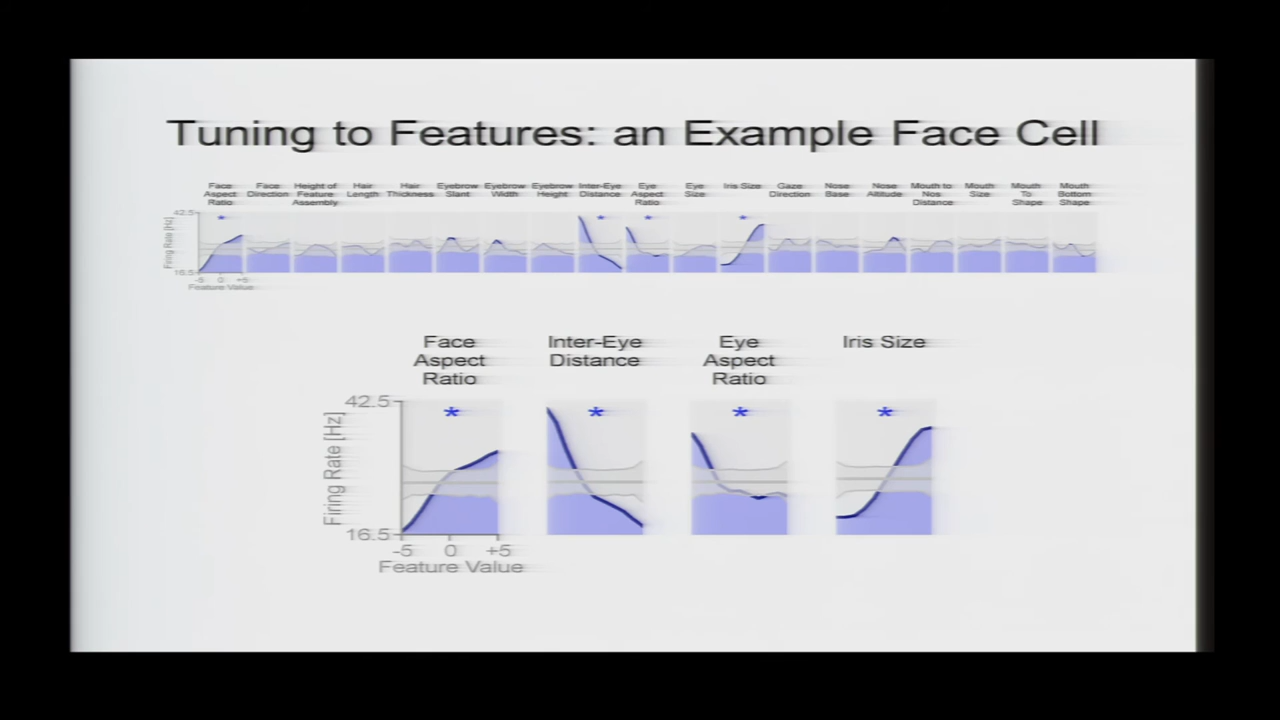 Tuning to Features: an Example Face Cell
Face Aspect Ratio
Face Direction
Height of Feature Assembly
Hair Length
Hair Thickness
Eyebrow Slant
Eyebrow Width
Eyebrow Height
Inter-Eye Distance
Eye Aspect Ratio
Eye Size
Iris Size
Gaze Direction
Nose Base
Nose Altitude
Mouth to Nos Distance
Mouth Size
Mouth To Shape
Mouth Bottom Shape
42.5
Firing Rate [Hz]
16.5
-5 0 +5
Feature Value
* * * *
Face
Aspect
Ratio
Inter-Eye
Distance
Eye
Aspect
Ratio
Iris Size
42.5
* * * *
Firing Rate [Hz]
16.5
-5 0 +5
Feature Value